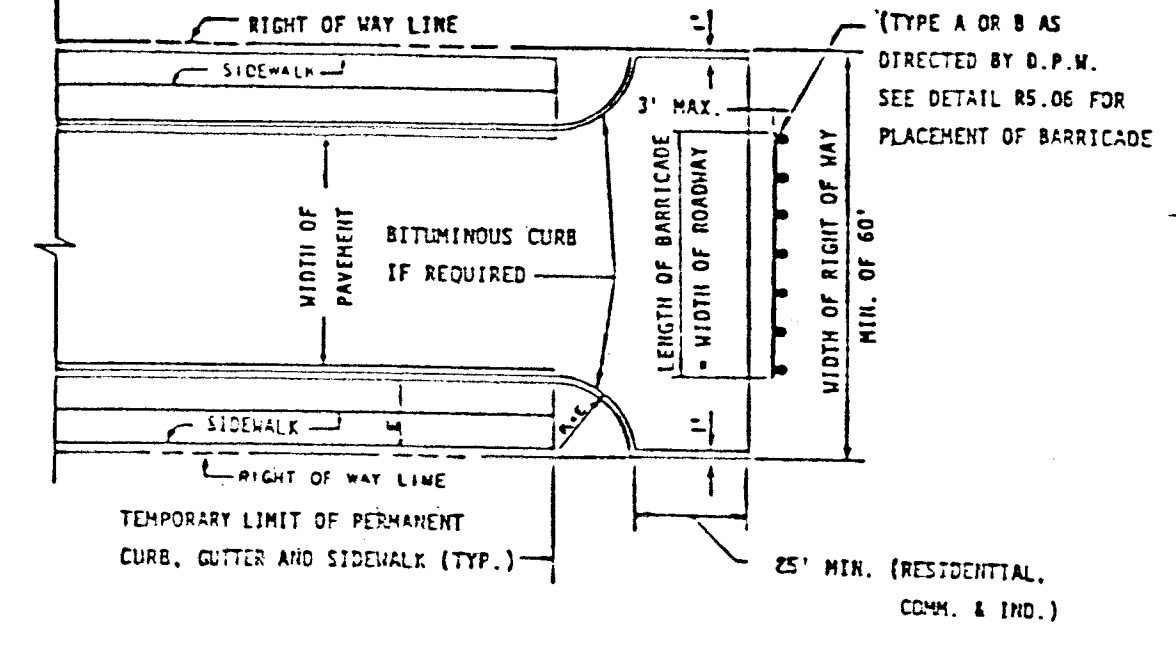 RIGHT OF WAY LINE
SIDEWALK
1'
(TYPE A OR B AS
DIRECTED BY D.P.W.
SEE DETAIL R5.06 FOR
PLACEMENT OF BARRICADE
3' MAX.
WIDTH OF
PAVEMENT
BITUMINOUS CURB
IF REQUIRED
LENGTH OF BARRICADE
= WIDTH OF ROADWAY
WIDTH OF RIGHT OF WAY
MIN. OF 60'
SIDEWALK
W
1'
RIGHT OF WAY LINE
TEMPORARY LIMIT OF PERMANENT
CURB, GUTTER AND SIDEWALK (TYP.)
25' MIN. (RESIDENTIAL,
COMM. & IND.)